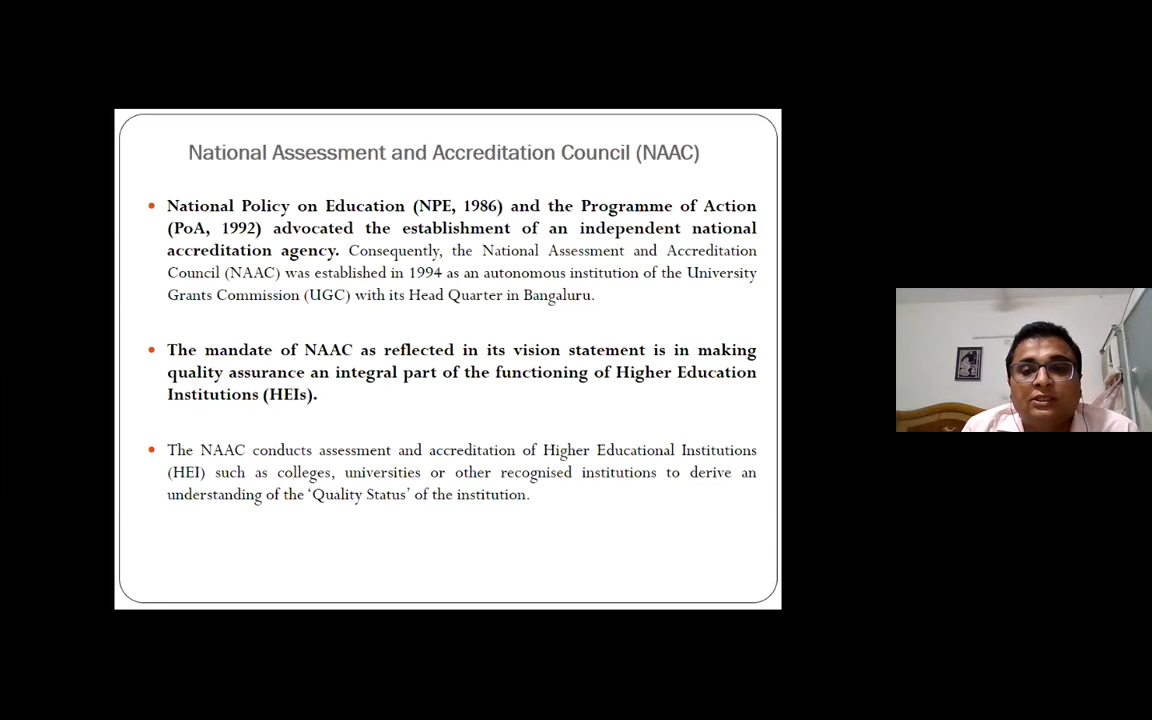 National Assessment and Accreditation Council (NAAC)
• National Policy on Education (NPE, 1986) and the Programme of Action
(PoA, 1992) advocated the establishment of an independent national
accreditation agency. Consequently, the National Assessment and Accreditation
Council (NAAC) was established in 1994 as an autonomous institution of the University
Grants Commission (UGC) with its Head Quarter in Bangaluru.
• The mandate of NAAC as reflected in its vision statement is in making
quality assurance an integral part of the functioning of Higher Education
Institutions (HEIs).
• The NAAC conducts assessment and accreditation of Higher Educational Institutions
(HEI) such as colleges, universities or other recognised institutions to derive an
understanding of the ‘Quality Status’ of the institution.